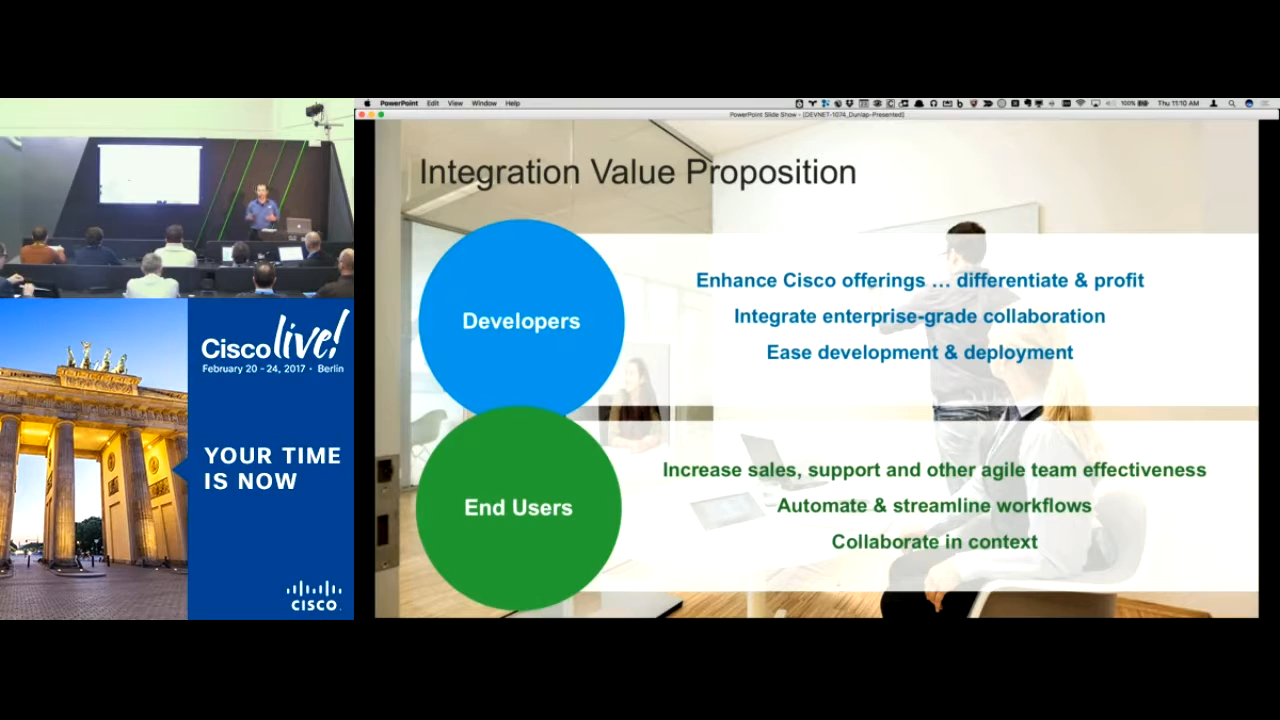 PowerPoint Edit View Window Help
100% Thu 11:10 AM
PowerPoint Slide Show - [DEVNET-1074_Dunlap-Presented]
Integration Value Proposition
Developers
Enhance Cisco offerings … differentiate & profit
Integrate enterprise-grade collaboration
Ease development & deployment
End Users
Increase sales, support and other agile team effectiveness
Automate & streamline workflows
Collaborate in context
Cisco live!
February 20 - 24, 2017 • Berlin
YOUR TIME
IS NOW
CISCO